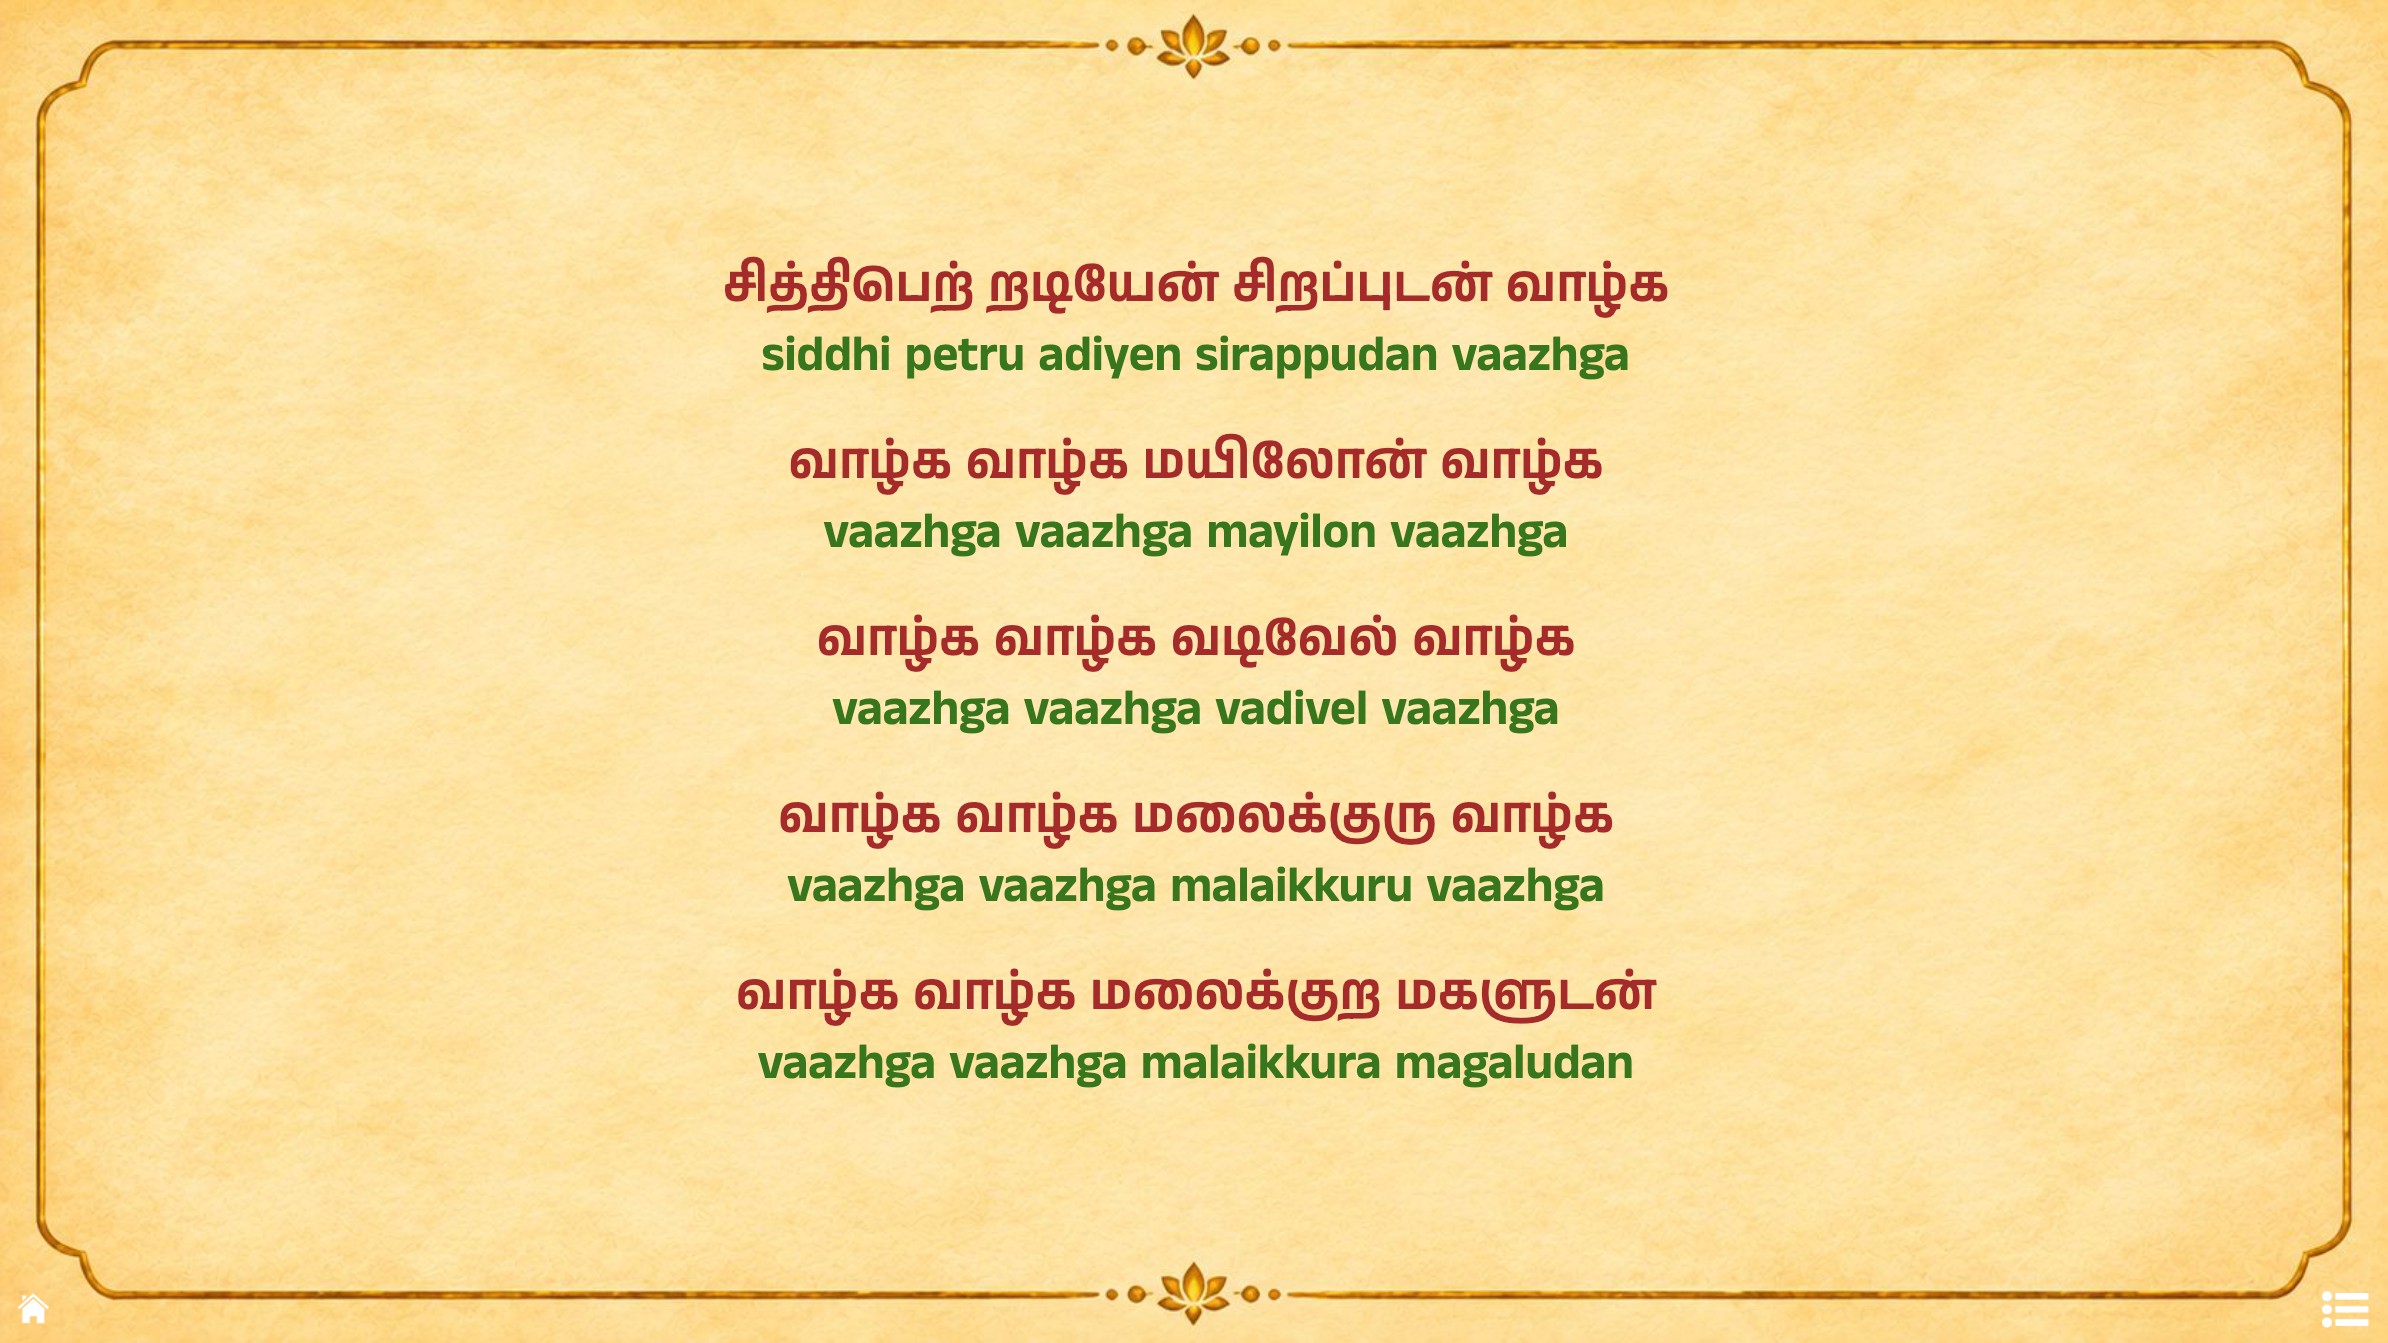 சித்திபெற் றடியேன் சிறப்புடன் வாழ்க
siddhi petru adiyen sirappudan vaazhga
வாழ்க வாழ்க மயிலோன் வாழ்க
vaazhga vaazhga mayilon vaazhga
வாழ்க வாழ்க வடிவேல் வாழ்க
vaazhga vaazhga vadivel vaazhga
வாழ்க வாழ்க மலைக்குரு வாழ்க
vaazhga vaazhga malaikkuru vaazhga
வாழ்க வாழ்க மலைக்குற மகளுடன்
vaazhga vaazhga malaikkura magaludan